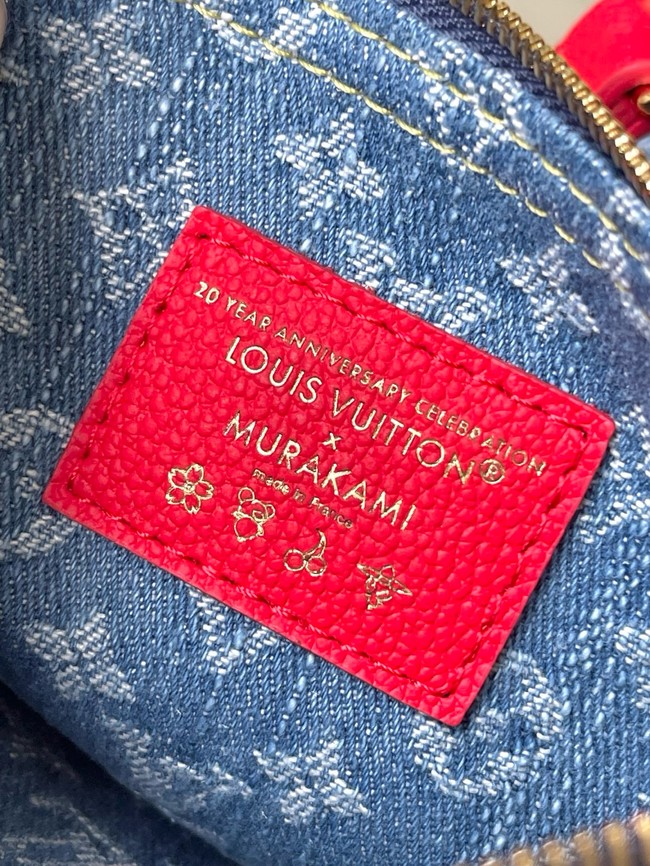 20 YEAR ANNIVERSARY CELEBRATION
LOUIS VUITTON®
×
MURAKAMI
made in France